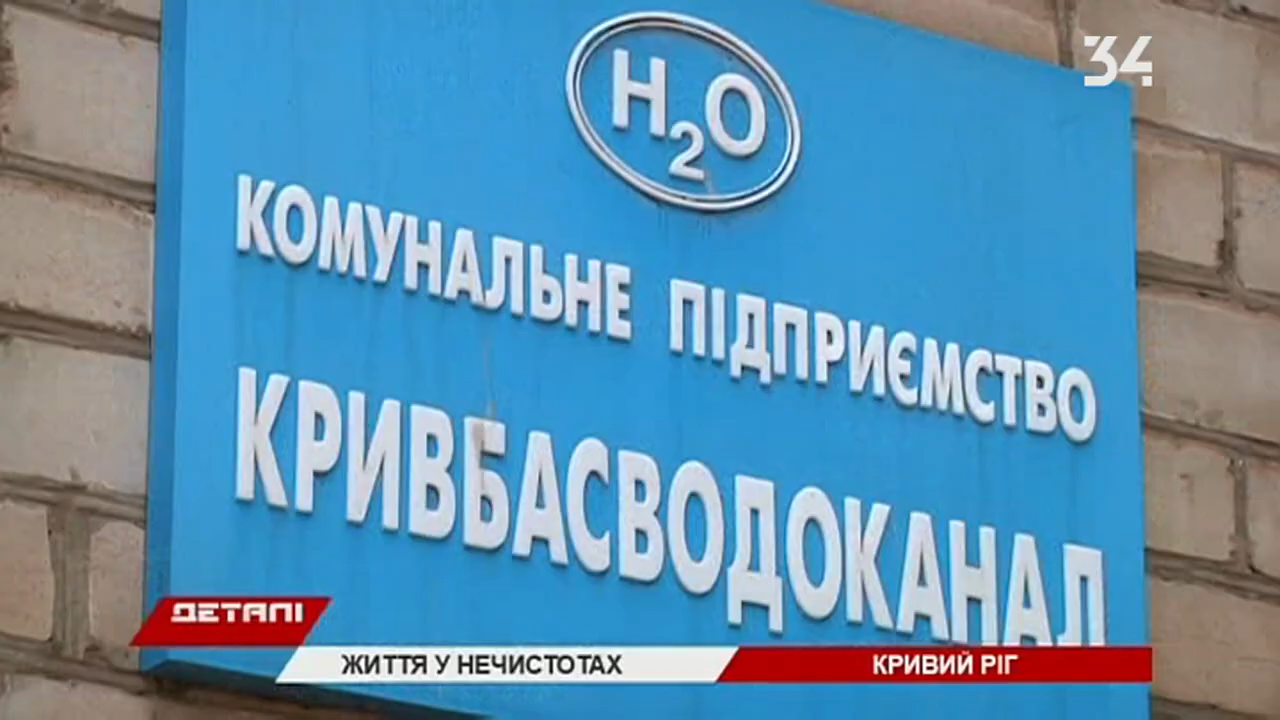 34
H2O
КОМУНАЛЬНЕ ПІДПРИЄМСТВО
КРИВБАСВОДОКАНАЛ
ДЕТАЛІ
ЖИТТЯ У НЕЧИСТОТАХ
КРИВИЙ РІГ